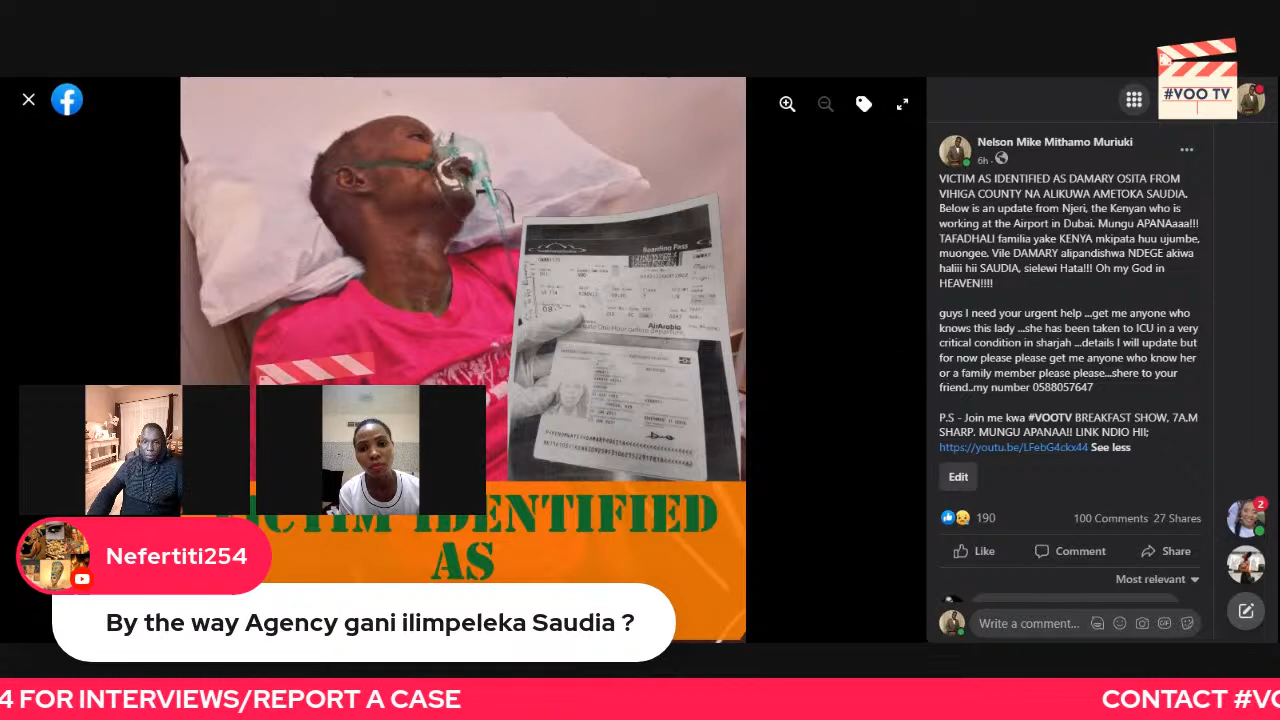 #VOO TV
Nelson Mike Mithamo Muriuki
6h
VICTIM AS IDENTIFIED AS DAMARY OSITA FROM
VIHIGA COUNTY NA ALIKUWA AMETOKA SAUDIA.
Below is an update from Njeri, the Kenyan who is
working at the Airport in Dubai. Mungu APANAaaa!!!
TAFADHALI familia yake KENYA mkipata huu ujumbe,
muongee. Vile DAMARY alipandishwa NDEGE akiwa
haliii hii SAUDIA, sielewi Hata!!! Oh my God in
HEAVEN!!!!
guys I need your urgent help ...get me anyone who
knows this lady ...she has been taken to ICU in a very
critical condition in sharjah ...details I will update but
for now please please get me anyone who know her
or a family member please please...shere to your
friend..my number 0588057647
P.S - Join me kwa #VOOTV BREAKFAST SHOW, 7A.M
SHARP. MUNGU APANAA!! LINK NDIO HII;
https://youtu.be/LFebG4ckx44 See less
Edit
190
100 Comments 27 Shares
Like
Comment
Share
Most relevant
Write a comment...
GIF
2
Boarding Pass
AirArabia
IDENTIFIED
AS
Nefertiti254
By the way Agency gani ilimpeleka Saudia ?
4 FOR INTERVIEWS/REPORT A CASE
CONTACT #VO